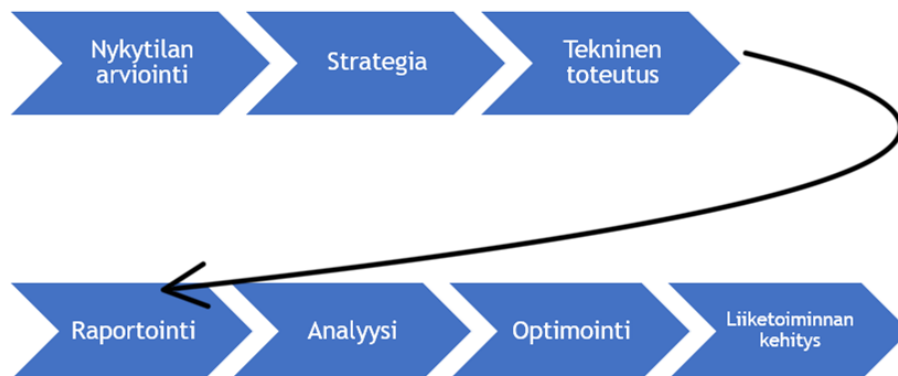 Nykytilan
arviointi
Strategia
Tekninen
toteutus
Raportointi
Analyysi
Optimointi
Liiketoiminnan
kehitys